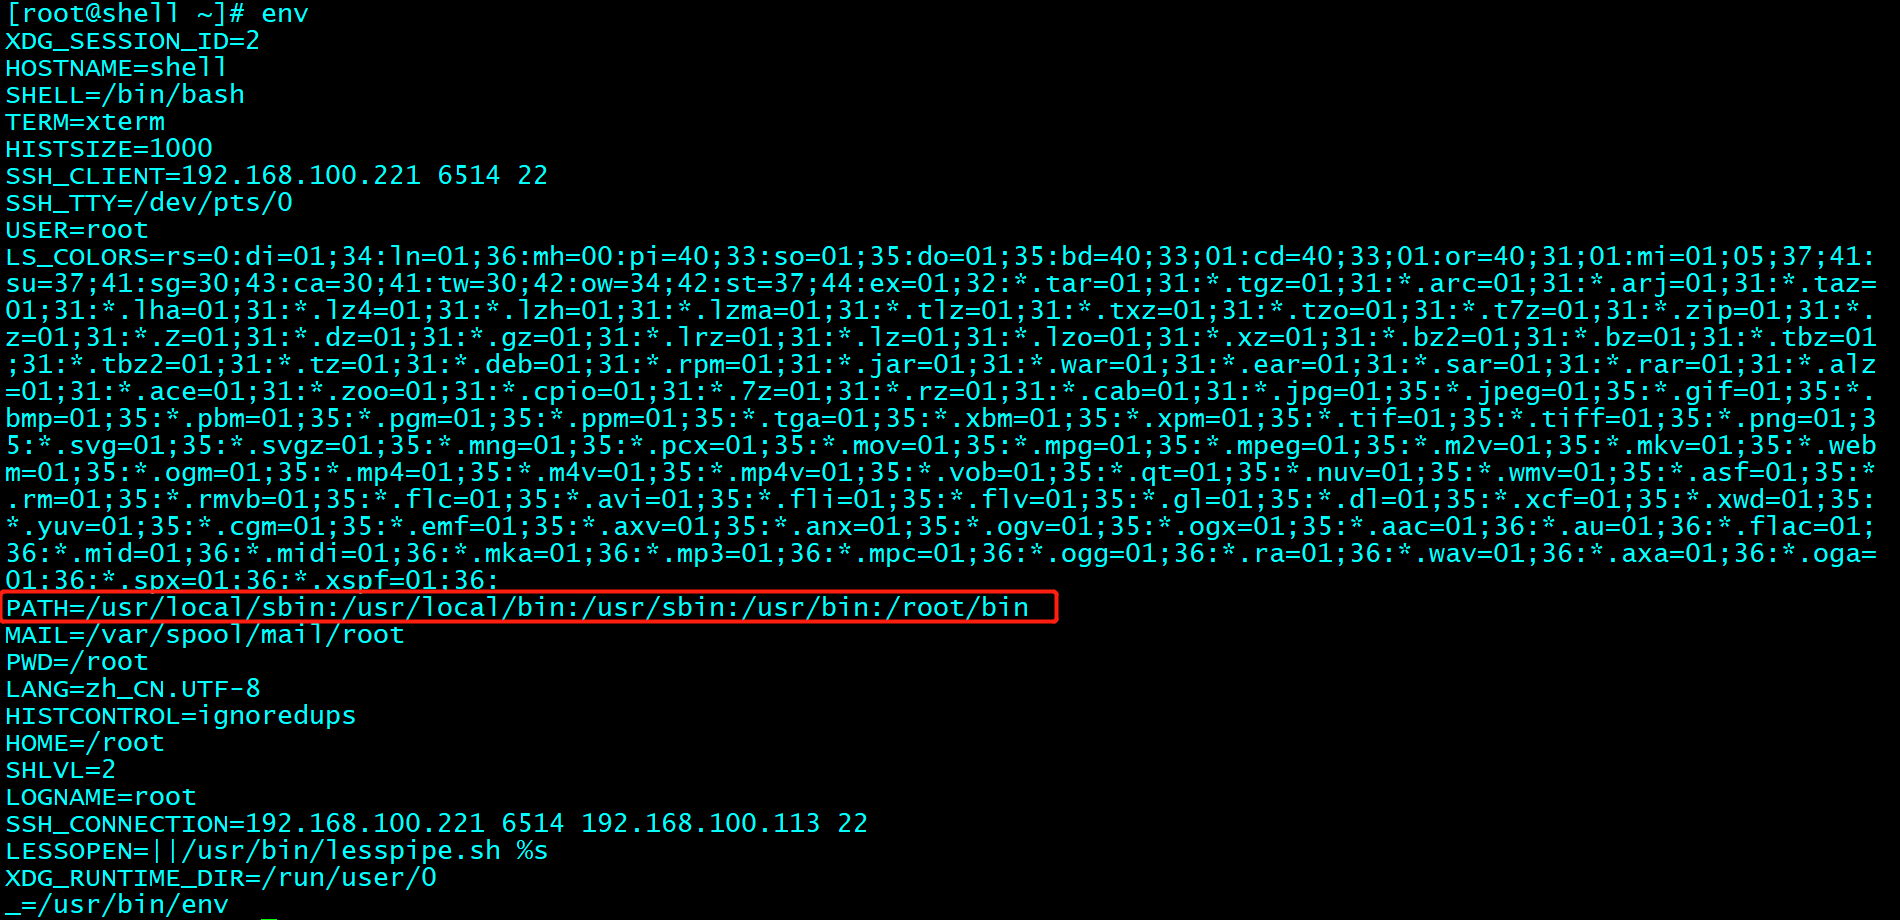 [root@shell ~]# env
XDG_SESSION_ID=2
HOSTNAME=shell
SHELL=/bin/bash
TERM=xterm
HISTSIZE=1000
SSH_CLIENT=192.168.100.221 6514 22
SSH_TTY=/dev/pts/0
USER=root
LS_COLORS=rs=0:di=01;34:ln=01;36:mh=00:pi=40;33:so=01;35:do=01;35:bd=40;33;01:cd=40;33;01:or=40;31;01:mi=01;05;37;41:
su=37;41:sg=30;43:ca=30;41:tw=30;42:ow=34;42:st=37;44:ex=01;32:*.tar=01;31:*.tgz=01;31:*.arc=01;31:*.arj=01;31:*.taz=
01;31:*.lha=01;31:*.lz4=01;31:*.lzh=01;31:*.lzma=01;31:*.tlz=01;31:*.txz=01;31:*.tzo=01;31:*.t7z=01;31:*.zip=01;31:*.
z=01;31:*.Z=01;31:*.dz=01;31:*.gz=01;31:*.lrz=01;31:*.lz=01;31:*.lzo=01;31:*.xz=01;31:*.bz2=01;31:*.bz=01;31:*.tbz=01
;31:*.tbz2=01;31:*.tz=01;31:*.deb=01;31:*.rpm=01;31:*.jar=01;31:*.war=01;31:*.ear=01;31:*.sar=01;31:*.rar=01;31:*.alz
=01;31:*.ace=01;31:*.zoo=01;31:*.cpio=01;31:*.7z=01;31:*.rz=01;31:*.cab=01;31:*.jpg=01;35:*.jpeg=01;35:*.gif=01;35:*.
bmp=01;35:*.pbm=01;35:*.pgm=01;35:*.ppm=01;35:*.tga=01;35:*.xbm=01;35:*.xpm=01;35:*.tif=01;35:*.tiff=01;35:*.png=01;3
5:*.svg=01;35:*.svgz=01;35:*.mng=01;35:*.pcx=01;35:*.mov=01;35:*.mpg=01;35:*.mpeg=01;35:*.m2v=01;35:*.mkv=01;35:*.web
m=01;35:*.ogm=01;35:*.mp4=01;35:*.m4v=01;35:*.mp4v=01;35:*.vob=01;35:*.qt=01;35:*.nuv=01;35:*.wmv=01;35:*.asf=01;35:*
.rm=01;35:*.rmvb=01;35:*.flc=01;35:*.avi=01;35:*.fli=01;35:*.flv=01;35:*.gl=01;35:*.dl=01;35:*.xcf=01;35:*.xwd=01;35:
*.yuv=01;35:*.cgm=01;35:*.emf=01;35:*.axv=01;35:*.anx=01;35:*.ogv=01;35:*.ogx=01;35:*.aac=01;36:*.au=01;36:*.flac=01;
36:*.mid=01;36:*.midi=01;36:*.mka=01;36:*.mp3=01;36:*.mpc=01;36:*.ogg=01;36:*.ra=01;36:*.wav=01;36:*.axa=01;36:*.oga=
01;36:*.spx=01;36:*.xspf=01;36:
PATH=/usr/local/sbin:/usr/local/bin:/usr/sbin:/usr/bin:/root/bin
MAIL=/var/spool/mail/root
PWD=/root
LANG=zh_CN.UTF-8
HISTCONTROL=ignoredups
HOME=/root
SHLVL=2
LOGNAME=root
SSH_CONNECTION=192.168.100.221 6514 192.168.100.113 22
LESSOPEN=||/usr/bin/lesspipe.sh %s
XDG_RUNTIME_DIR=/run/user/0
_=/usr/bin/env